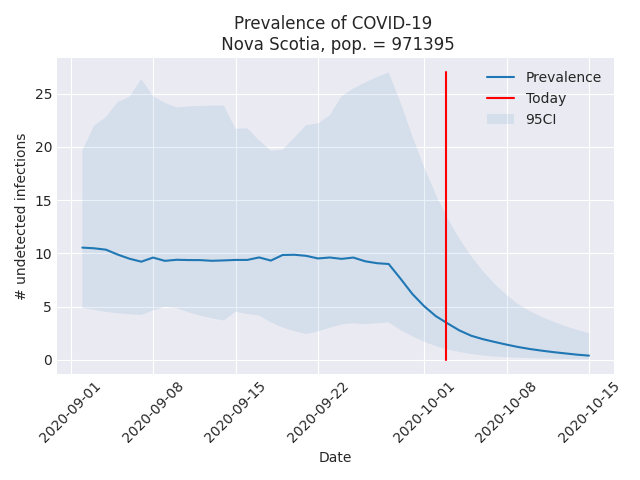 Prevalence of COVID-19
Nova Scotia, pop. = 971395
Prevalence
Today
95CI
# undetected infections
25
20
15
10
5
0
2020-09-01
2020-09-08
2020-09-15
2020-09-22
2020-10-01
2020-10-08
2020-10-15
Date